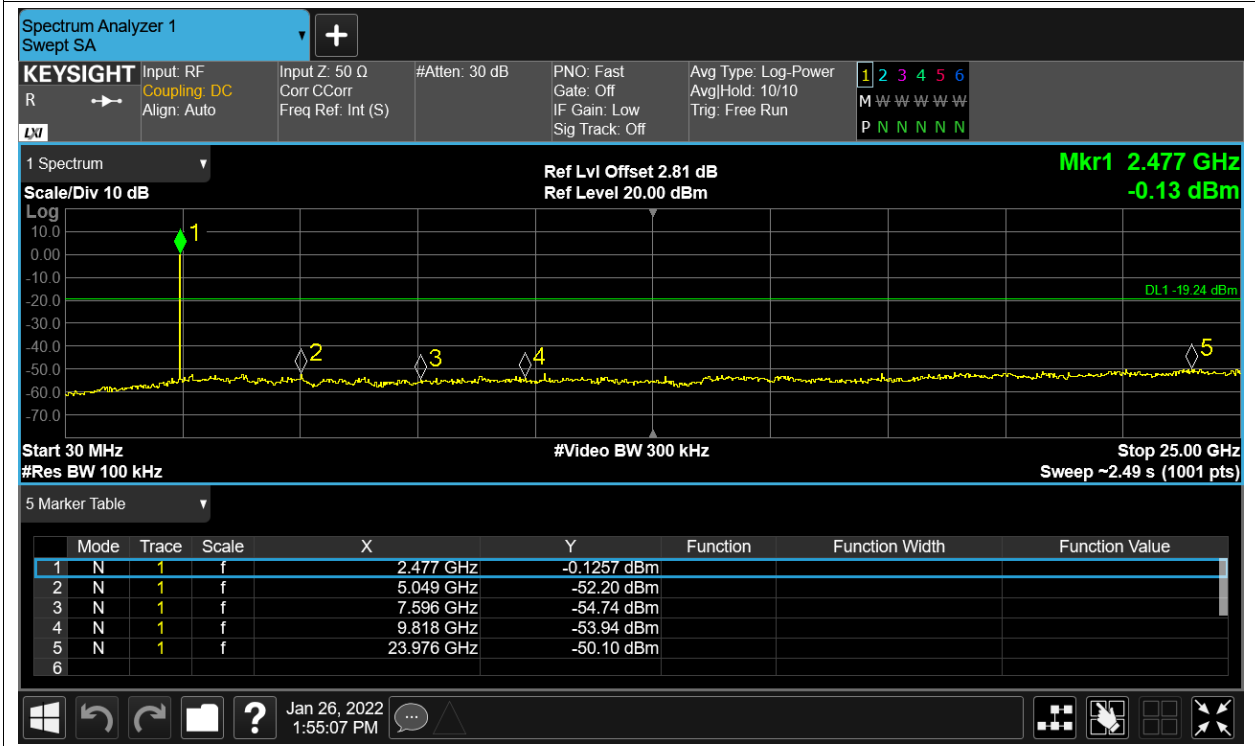 Spectrum Analyzer 1
Swept SA
+
KEYSIGHT
R
LXI
Input: RF
Coupling: DC
Align: Auto
Input Z: 50 Ω
Corr CCorr
Freq Ref: Int (S)
#Atten: 30 dB
PNO: Fast
Gate: Off
IF Gain: Low
Sig Track: Off
Avg Type: Log-Power
Avg|Hold: 10/10
Trig: Free Run
1 2 3 4 5 6
M W W W W W
P N N N N N
1 Spectrum
Scale/Div 10 dB
Ref Lvl Offset 2.81 dB
Ref Level 20.00 dBm
Mkr1 2.477 GHz
-0.13 dBm
Log
10.0
0.00
-10.0
-20.0
-30.0
-40.0
-50.0
-60.0
-70.0
1
2
3
4
5
DL1 -19.24 dBm
Start 30 MHz #Video BW 300 kHz Stop 25.00 GHz
#Res BW 100 kHz Sweep ~2.49 s (1001 pts)
5 Marker Table
Mode Trace Scale X Y Function Function Width Function Value
1 N 1 f 2.477 GHz -0.1257 dBm
2 N 1 f 5.049 GHz -52.20 dBm
3 N 1 f 7.596 GHz -54.74 dBm
4 N 1 f 9.818 GHz -53.94 dBm
5 N 1 f 23.976 GHz -50.10 dBm
6
?
Jan 26, 2022
1:55:07 PM